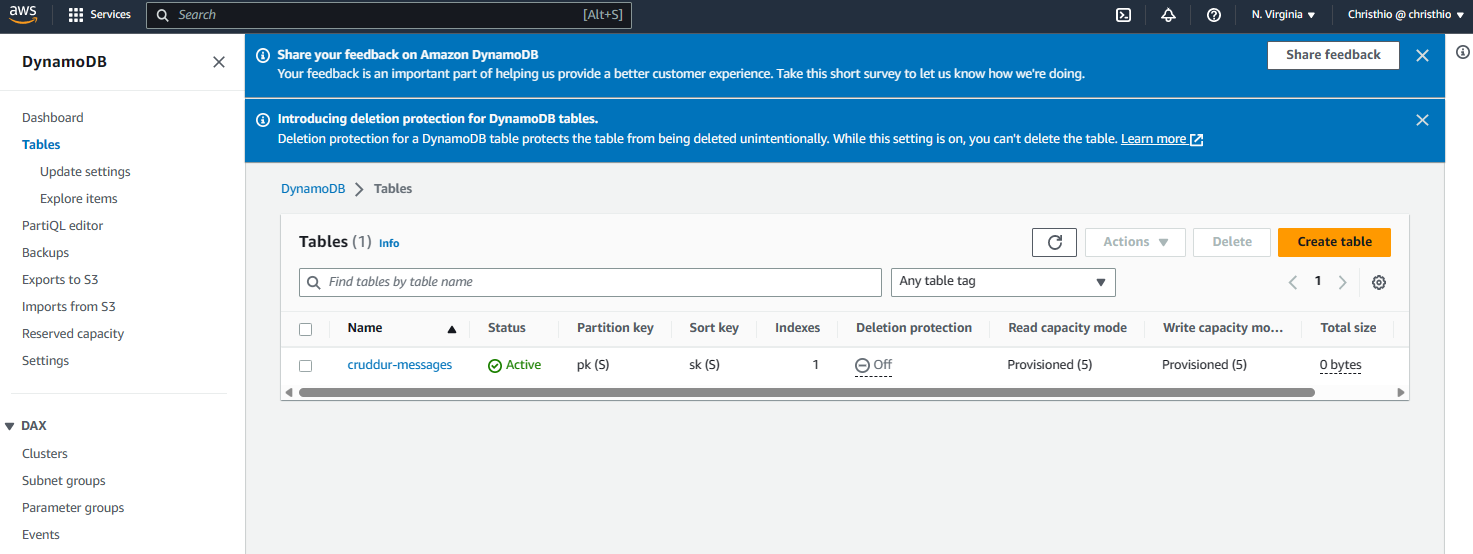 aws
Services
Search
[Alt+S]
N. Virginia
Christhio @ christhio
DynamoDB
Dashboard
Tables
Update settings
Explore items
PartiQL editor
Backups
Exports to S3
Imports from S3
Reserved capacity
Settings
DAX
Clusters
Subnet groups
Parameter groups
Events
Share your feedback on Amazon DynamoDB
Your feedback is an important part of helping us provide a better customer experience. Take this short survey to let us know how we're doing.
Share feedback
Introducing deletion protection for DynamoDB tables.
Deletion protection for a DynamoDB table protects the table from being deleted unintentionally. While this setting is on, you can't delete the table. Learn more
DynamoDB > Tables
Tables (1) Info
Actions
Delete
Create table
Find tables by table name
Any table tag
1
Name Status Partition key Sort key Indexes Deletion protection Read capacity mode Write capacity mo... Total size
cruddur-messages Active pk (S) sk (S) 1 Off Provisioned (5) Provisioned (5) 0 bytes